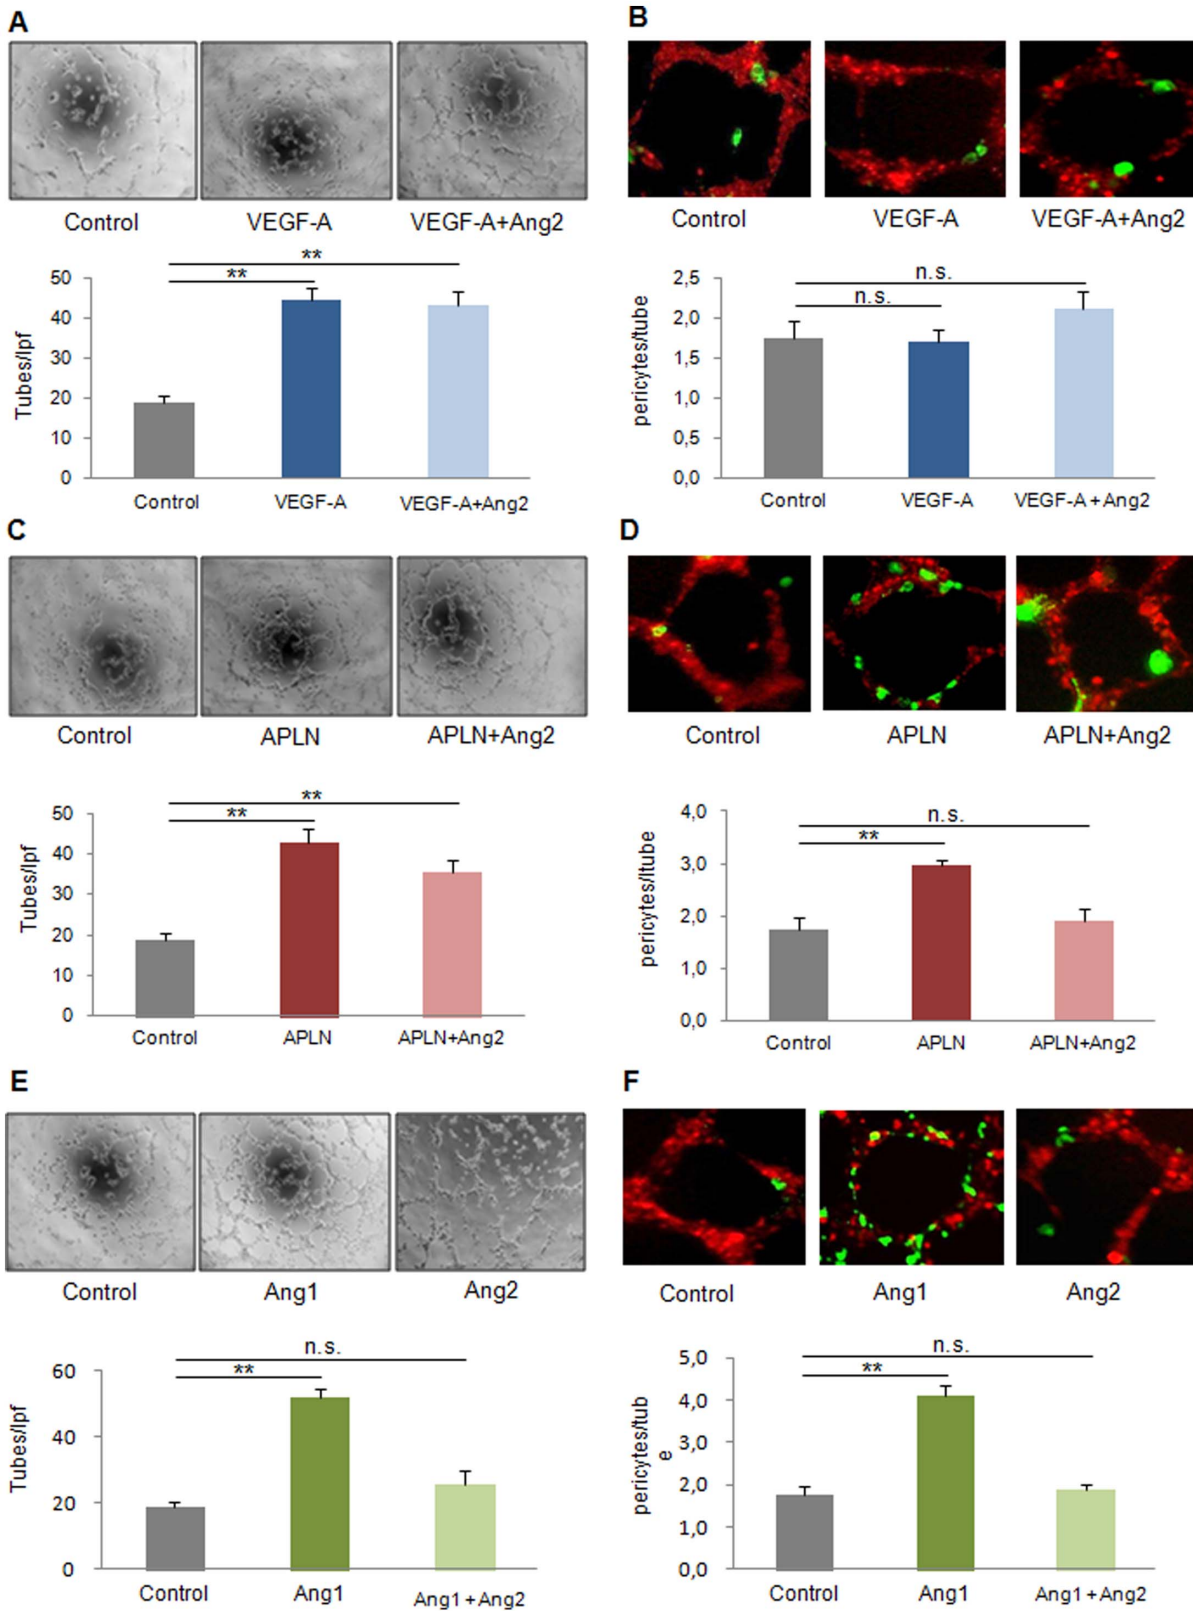 A
B
Control VEGF-A VEGF-A+Ang2
Control VEGF-A VEGF-A+Ang2
**
**
50
40
30
20
10
0
Tubes/lpf
Control VEGF-A VEGF-A+Ang2
n.s.
n.s.
2,5
2,0
1,5
1,0
0,5
0,0
pericytes/tube
Control VEGF-A VEGF-A+Ang2
C
D
Control APLN APLN+Ang2
Control APLN APLN+Ang2
**
**
50
40
30
20
10
0
Tubes/lpf
Control APLN APLN+Ang2
n.s.
**
4,0
3,0
2,0
1,0
0,0
pericytes/ltube
Control APLN APLN+Ang2
E
F
Control Ang1 Ang2
Control Ang1 Ang2
n.s.
**
60
40
20
0
Tubes/lpf
Control Ang1 Ang1+Ang2
n.s.
**
5,0
4,0
3,0
2,0
1,0
0,0
pericytes/tub
e
Control Ang1 Ang1+Ang2